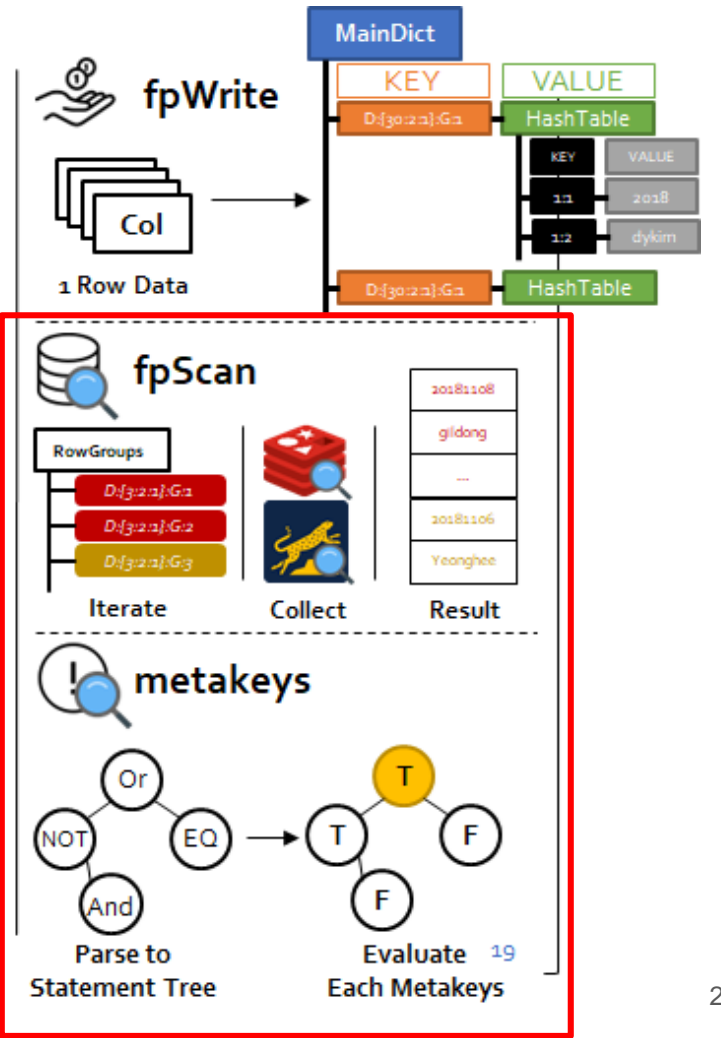 MainDict
fpWrite
KEY
VALUE
D:{30:2:1}:G:1
HashTable
KEY
VALUE
1:1
2018
1:2
dykim
Col
1 Row Data
D:{30:2:1}:G:1
HashTable
fpScan
RowGroups
D:{3:2:1}:G:1
D:{3:2:1}:G:2
D:{3:2:1}:G:3
20181108
gildong
...
20181106
Yeonghee
Iterate
Collect
Result
metakeys
Or
NOT
EQ
And
T
T
F
F
Parse to
Statement Tree
Evaluate
Each Metakeys
19
2